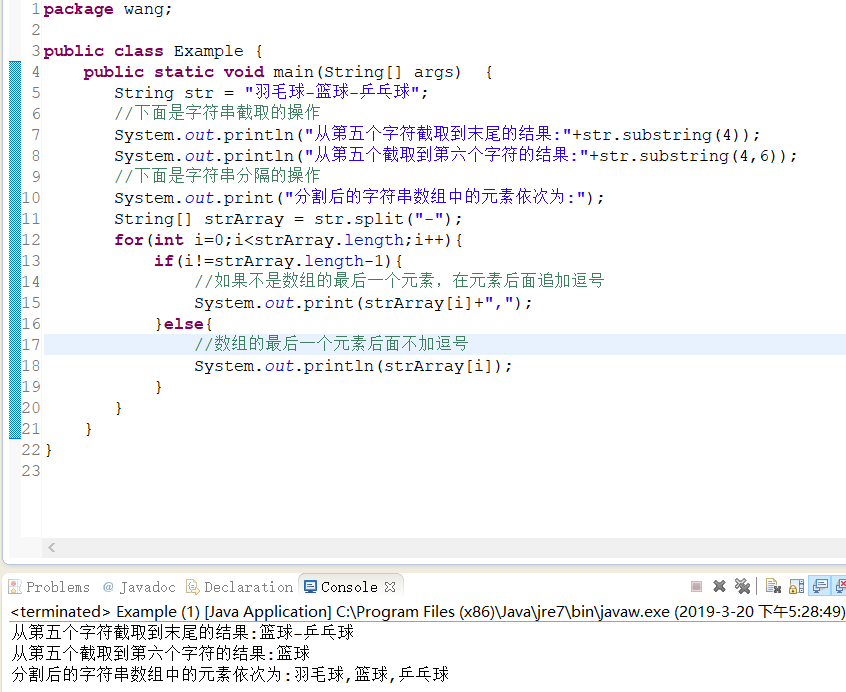 1 package wang;
2
3 public class Example {
4     public static void main(String[] args)  {
5        String str = "羽毛球-篮球-乒乓球";
6        //下面是字符串截取的操作
7        System.out.println("从第五个字符截取到末尾的结果:"+str.substring(4));
8        System.out.println("从第五个截取到第六个字符的结果:"+str.substring(4,6));
9        //下面是字符串分隔的操作
10        System.out.print("分割后的字符串数组中的元素依次为:");
11        String[] strArray = str.split("-");
12        for(int i=0;i<strArray.length;i++){
13            if(i!=strArray.length-1){
14                //如果不是数组的最后一个元素，在元素后面追加逗号
15                System.out.print(strArray[i]+",");
16            }else{
17                //数组的最后一个元素后面不加逗号
18                System.out.println(strArray[i]);
19            }
20        }
21     }
22 }
23
Problems @ Javadoc Declaration Console
<terminated> Example (1) [Java Application] C:\Program Files (x86)\Java\jre7\bin\javaw.exe (2019-3-20 下午5:28:49)
从第五个字符截取到末尾的结果:篮球-乒乓球
从第五个截取到第六个字符的结果:篮球
分割后的字符串数组中的元素依次为:羽毛球,篮球,乒乓球